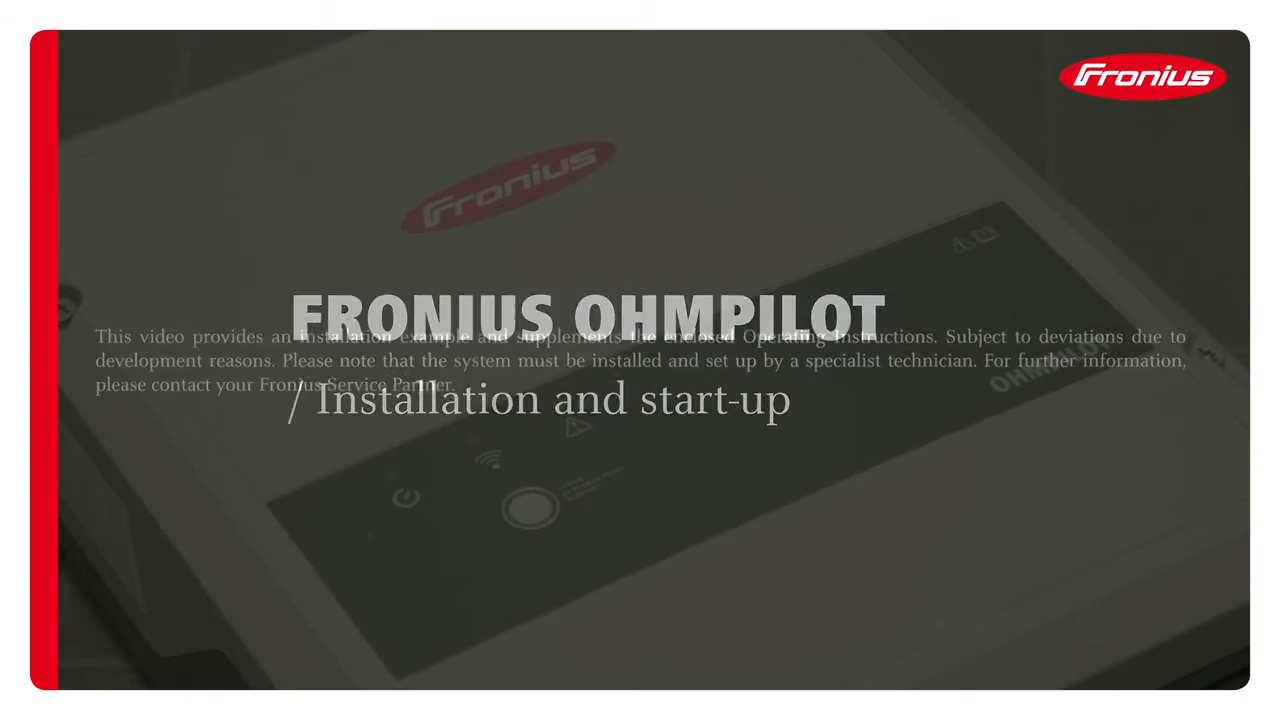 Fronius
Fronius
FRONIUS OHMPILOT
This video provides an installation example and supplements the enclosed Operating Instructions. Subject to deviations due to
development reasons. Please note that the system must be installed and set up by a specialist technician. For further information,
please contact your Fronius Service Partner.
/ Installation and start-up
OHMPILOT